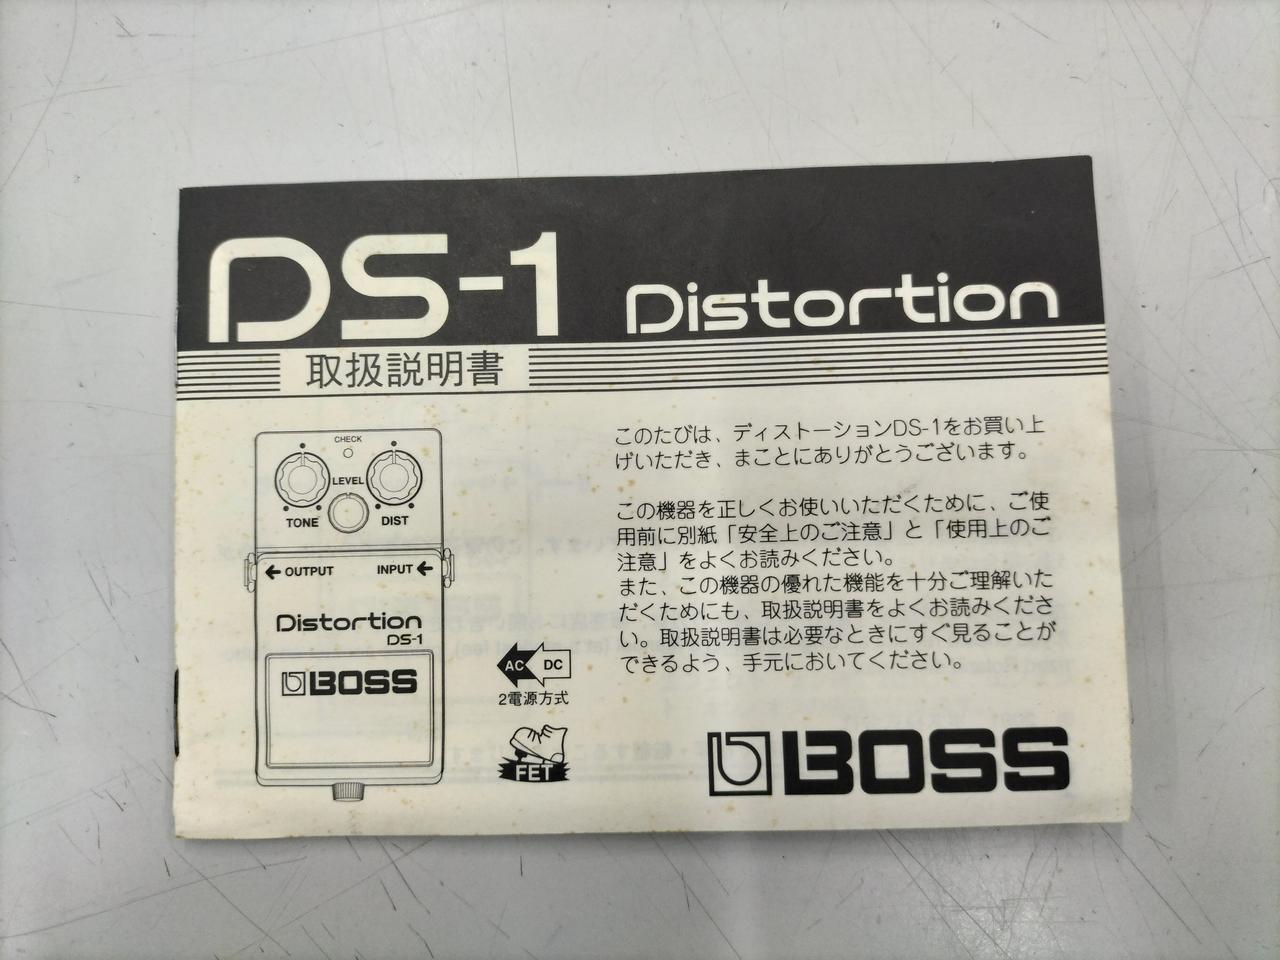 DS-1 Distortion
取扱説明書
CHECK
LEVEL
TONE
DIST
OUTPUT
INPUT
Distortion
DS-1
BOSS
AC DC
2電源方式
FET
このたびは、ディストーションDS-1をお買い上
げいただき、まことにありがとうございます。
この機器を正しくお使いいただくために、ご使
用前に別紙「安全上のご注意」と「使用上のご
注意」をよくお読みください。
また、この機器の優れた機能を十分ご理解いた
だくためにも、取扱説明書をよくお読みくださ
い。取扱説明書は必要なときにすぐ見ることが
できるよう、手元においてください。
BOSS